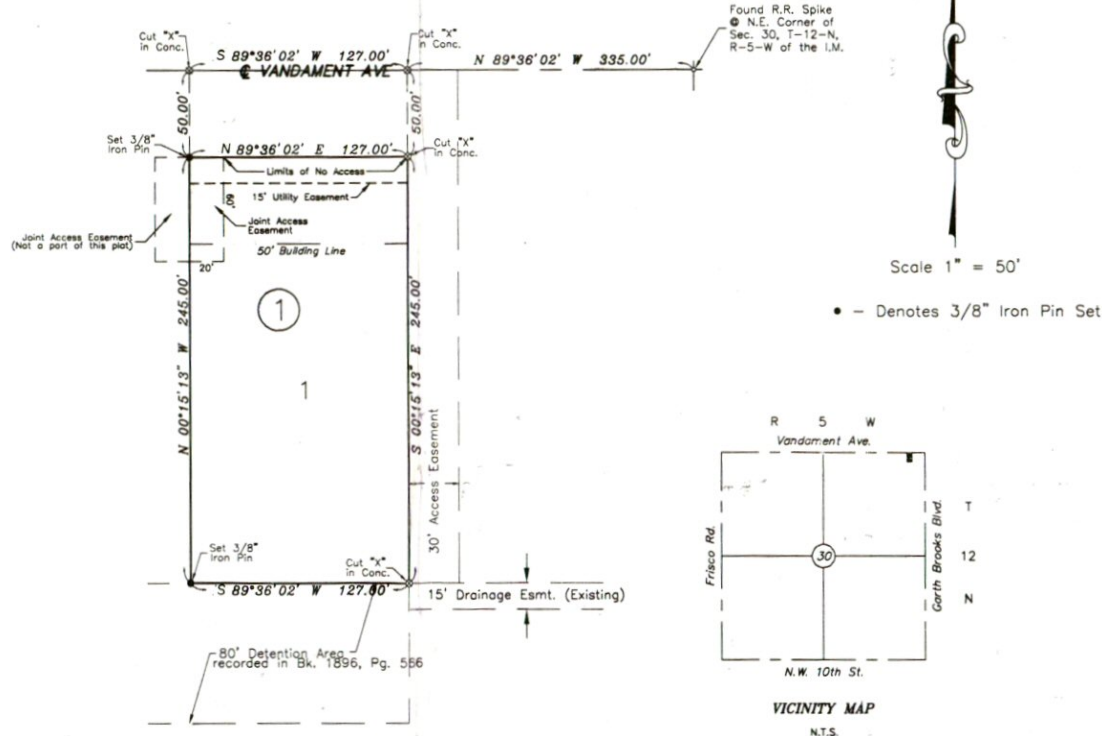 Found R.R. Spike
@ N.E. Corner of
Sec. 30, T-12-N,
R-5-W of the I.M.
Cut "X"
in Conc.
Cut "X"
in Conc.
S 89°36'02" W 127.00'
N 89°36'02" W 335.00'
℄ VANDAMENT AVE
50.00'
50.00'
Set 3/8"
Iron Pin
N 89°36'02" E 127.00'
Cut "X"
in Conc.
Limits of No Access
15' Utility Easement
60'
Joint Access
Easement
Joint Access Easement
(Not a part of this plat)
50' Building Line
20'
Scale 1" = 50'
• – Denotes 3/8" Iron Pin Set
N 00°15'13" W 245.00'
S 00°15'13" E 245.00'
1
1
30' Access Easement
R 5 W
Vandament Ave.
Frisco Rd.
30
Garth Brooks Blvd.
T
12
N
N.W. 10th St.
VICINITY MAP
N.T.S.
Set 3/8"
Iron Pin
Cut "X"
in Conc.
S 89°36'02" W 127.00'
15' Drainage Esmt. (Existing)
80' Detention Area
recorded in Bk. 1896, Pg. 566